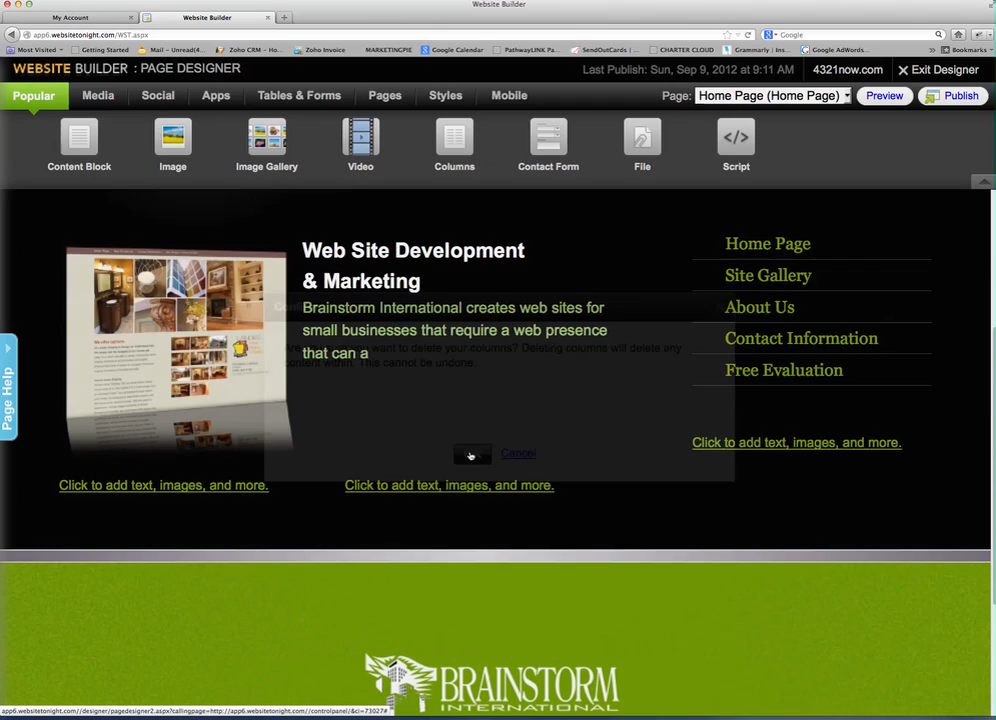 Website Builder
My Account
Website Builder
app6.websitetonight.com/WST.aspx
Google
Most Visited
Getting Started
Mail – Unread(4...
Zoho CRM – Ho...
Zoho Invoice
MARKETINGPIE
Google Calendar
PathwayLINK Pa...
SendOutCards | ...
CHARTER CLOUD
Grammarly | Ins...
Google AdWords...
Bookmarks
WEBSITE BUILDER : PAGE DESIGNER
Last Publish: Sun, Sep 9, 2012 at 9:11 AM
4321now.com
Exit Designer
Popular
Media
Social
Apps
Tables & Forms
Pages
Styles
Mobile
Page:
Home Page (Home Page)
Preview
Publish
Content Block
Image
Image Gallery
Video
Columns
Contact Form
File
</>
Script
Web Site Development
& Marketing
Brainstorm International creates web sites for
small businesses that require a web presence
that can a
want to delete your columns? Deleting columns will delete any
content within. This cannot be undone.
Cancel
Home Page
Site Gallery
About Us
Contact Information
Free Evaluation
Click to add text, images, and more.
Click to add text, images, and more.
Click to add text, images, and more.
Page Help
BRAINSTORM
INTERNATIONAL
app6.websitetonight.com//designer/pagedesigner2.aspx?callingpage=http://app6.websitetonight.com//controlpanel/&ci=73027#